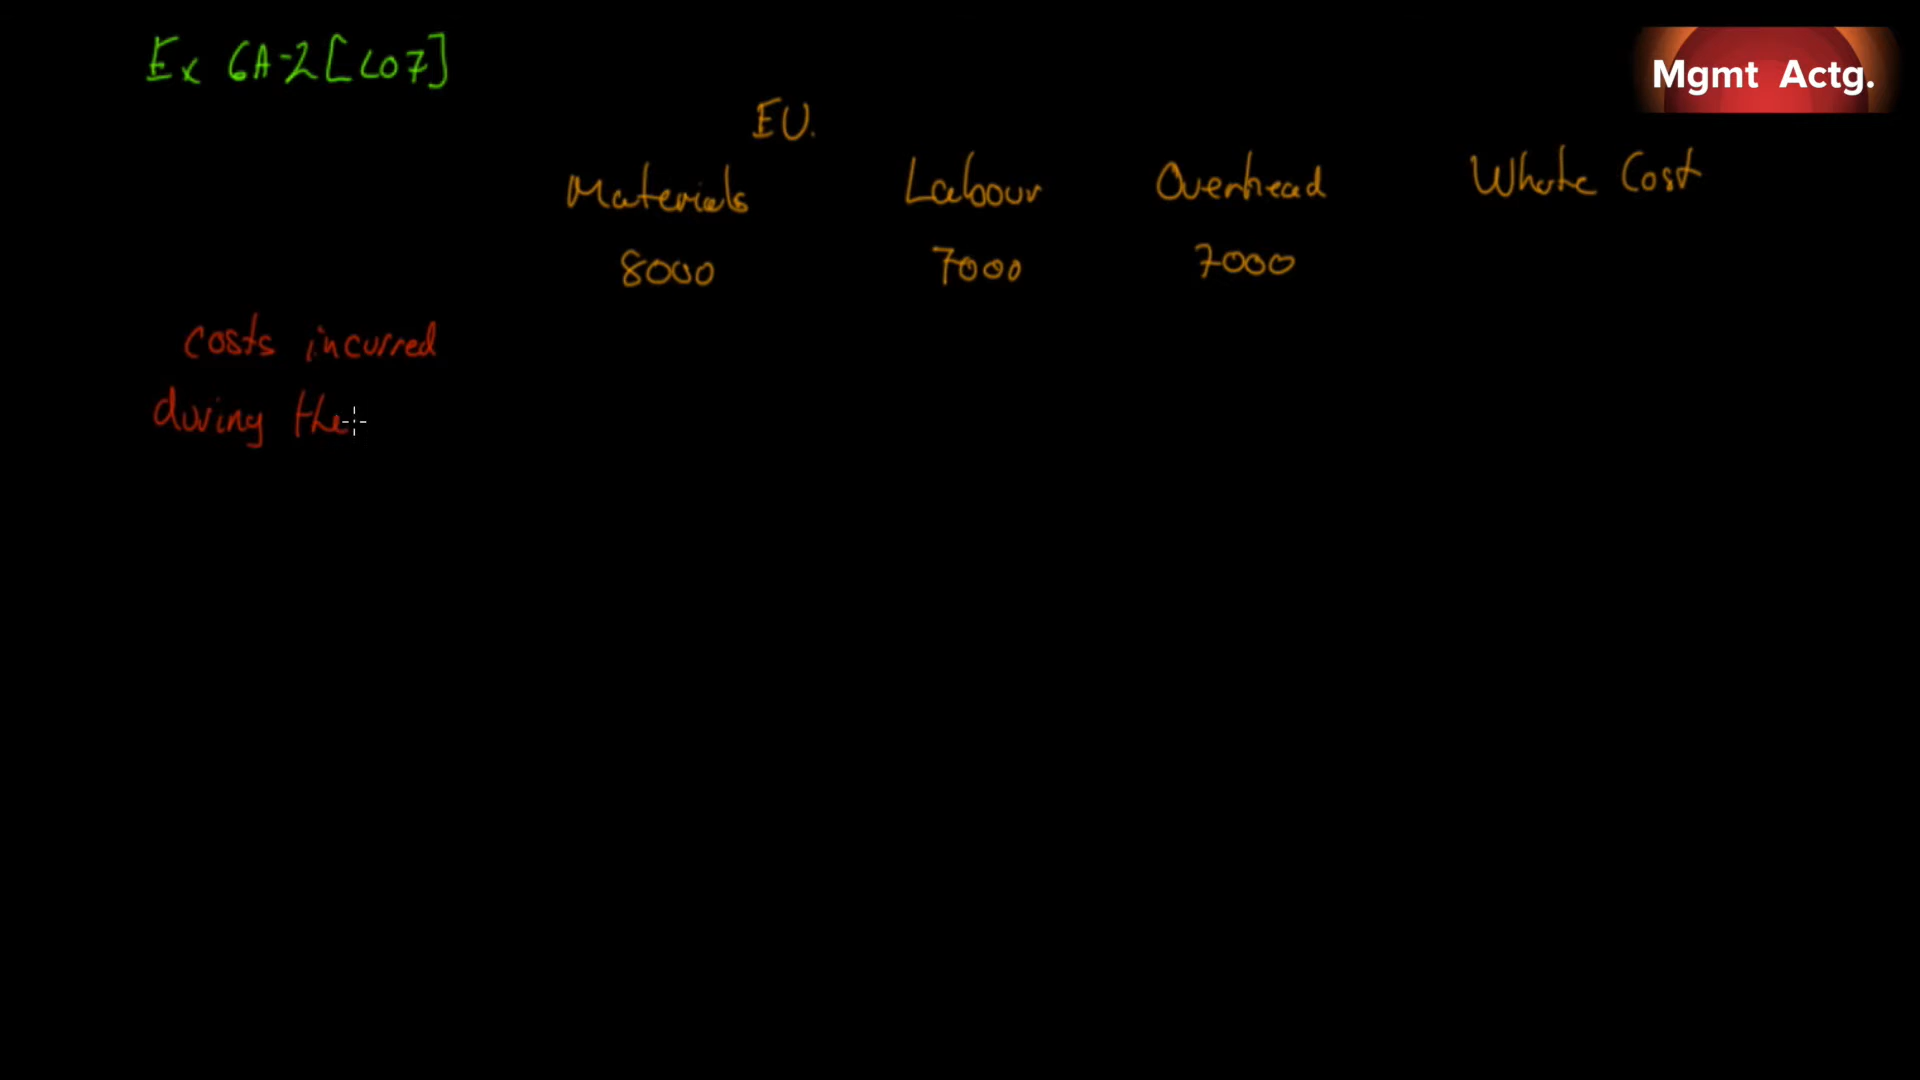 Ex 6A-2 [LO7]
Mgmt Actg.
EU.
Materials Labour Overhead Whole Cost
8000 7000 7000
costs incurred
during the